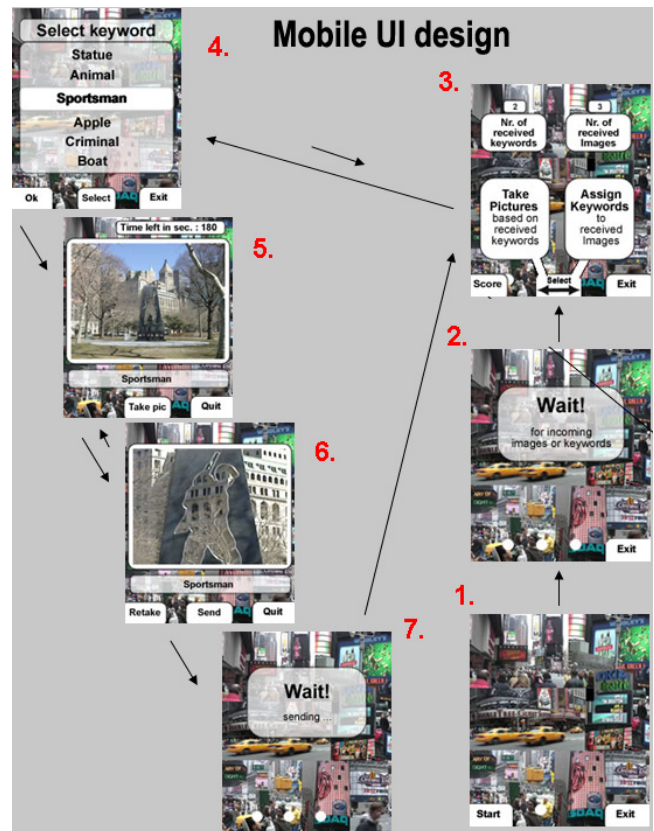 Mobile UI design
1.
Start
Exit
2.
Wait!
for incoming
images or keywords
Exit
3.
2
Nr. of
received
keywords
3
Nr. of
received
Images
Take
Pictures
based on
received
keywords
Assign
Keywords
to
received
Images
Score
Select
Exit
4.
Select keyword
Statue
Animal
Sportsman
Apple
Criminal
Boat
Ok
Select
Exit
5.
Time left in sec. : 180
Sportsman
Take pic
Quit
6.
Sportsman
Retake
Send
Quit
7.
Wait!
sending ...